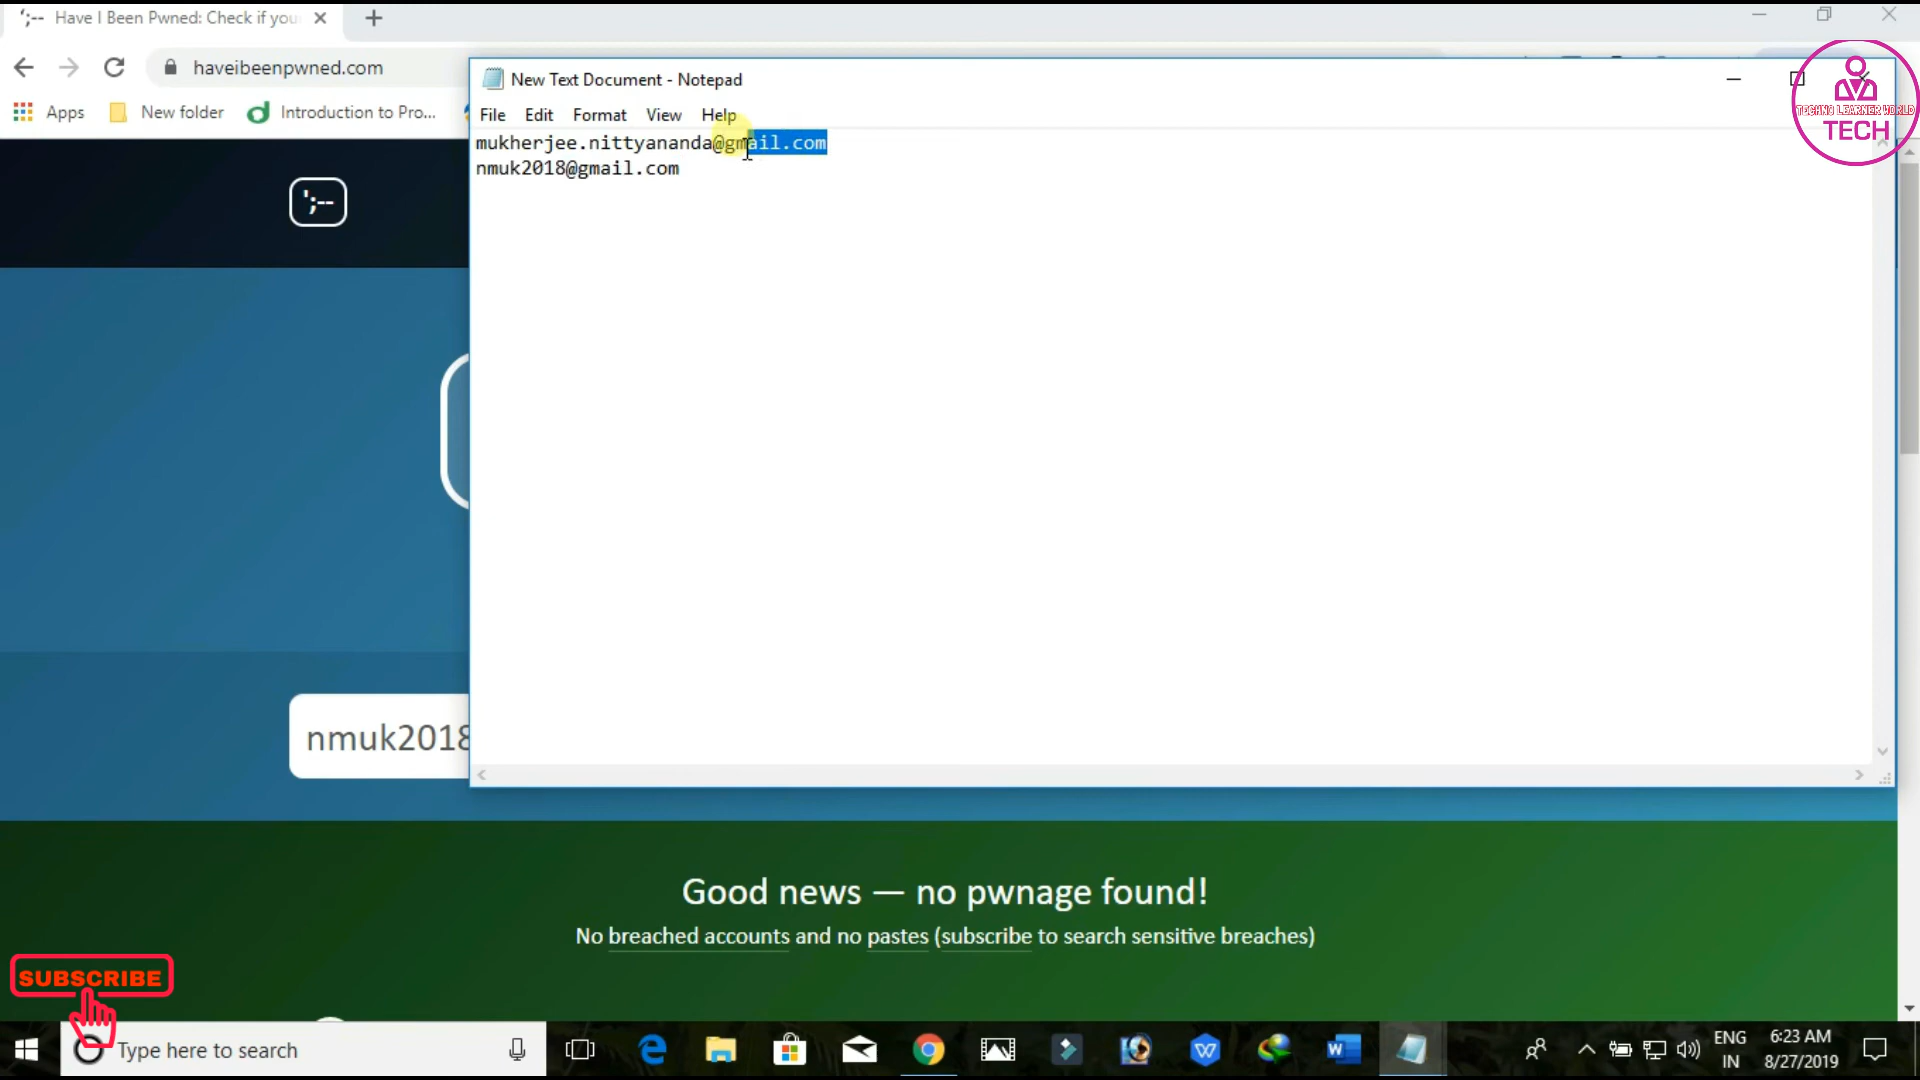 ';-- Have I Been Pwned: Check if you
haveibeenpwned.com
Apps New folder Introduction to Pro...
New Text Document - Notepad
File Edit Format View Help
mukherjee.nittyananda@gmail.com
nmuk2018@gmail.com
';--
TECHNO LEARNER WORLD
TECH
nmuk2018
Good news — no pwnage found!
No breached accounts and no pastes (subscribe to search sensitive breaches)
SUBSCRIBE
Type here to search
ENG
IN
6:23 AM
8/27/2019